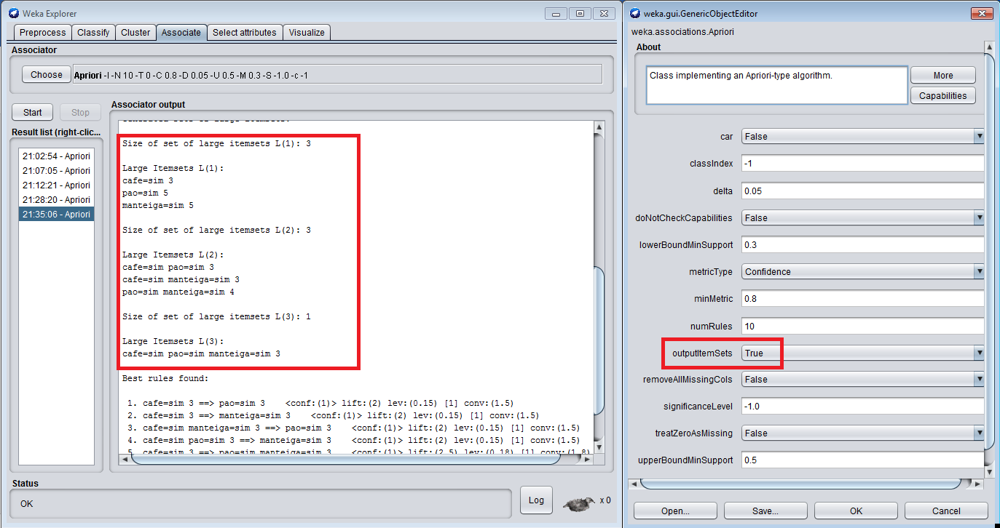 Weka Explorer
Preprocess Classify Cluster Associate Select attributes Visualize
Associator
Choose Apriori -I -N 10 -T 0 -C 0.8 -D 0.05 -U 0.5 -M 0.3 -S -1.0 -c -1
Start Stop
Result list (right-clic...
21:02:54 - Apriori
21:07:05 - Apriori
21:12:21 - Apriori
21:28:20 - Apriori
21:35:06 - Apriori
Associator output
Size of set of large itemsets L(1): 3
Large Itemsets L(1):
cafe=sim 3
pao=sim 5
manteiga=sim 5
Size of set of large itemsets L(2): 3
Large Itemsets L(2):
cafe=sim pao=sim 3
cafe=sim manteiga=sim 3
pao=sim manteiga=sim 4
Size of set of large itemsets L(3): 1
Large Itemsets L(3):
cafe=sim pao=sim manteiga=sim 3
Best rules found:
1. cafe=sim 3 ==> pao=sim 3 <conf:(1)> lift:(2) lev:(0.15) [1] conv:(1.5)
2. cafe=sim 3 ==> manteiga=sim 3 <conf:(1)> lift:(2) lev:(0.15) [1] conv:(1.5)
3. cafe=sim manteiga=sim 3 ==> pao=sim 3 <conf:(1)> lift:(2) lev:(0.15) [1] conv:(1.5)
4. cafe=sim pao=sim 3 ==> manteiga=sim 3 <conf:(1)> lift:(2) lev:(0.15) [1] conv:(1.5)
5. cafe=sim 3 ==> pao=sim manteiga=sim 3 <conf:(1)> lift:(2.5) lev:(0.18) [1] conv:(1.8)
Status
OK
Log
x 0
weka.gui.GenericObjectEditor
weka.associations.Apriori
About
Class implementing an Apriori-type algorithm.
More
Capabilities
car False
classIndex -1
delta 0.05
doNotCheckCapabilities False
lowerBoundMinSupport 0.3
metricType Confidence
minMetric 0.8
numRules 10
outputItemSets True
removeAllMissingCols False
significanceLevel -1.0
treatZeroAsMissing False
upperBoundMinSupport 0.5
Open... Save... OK Cancel